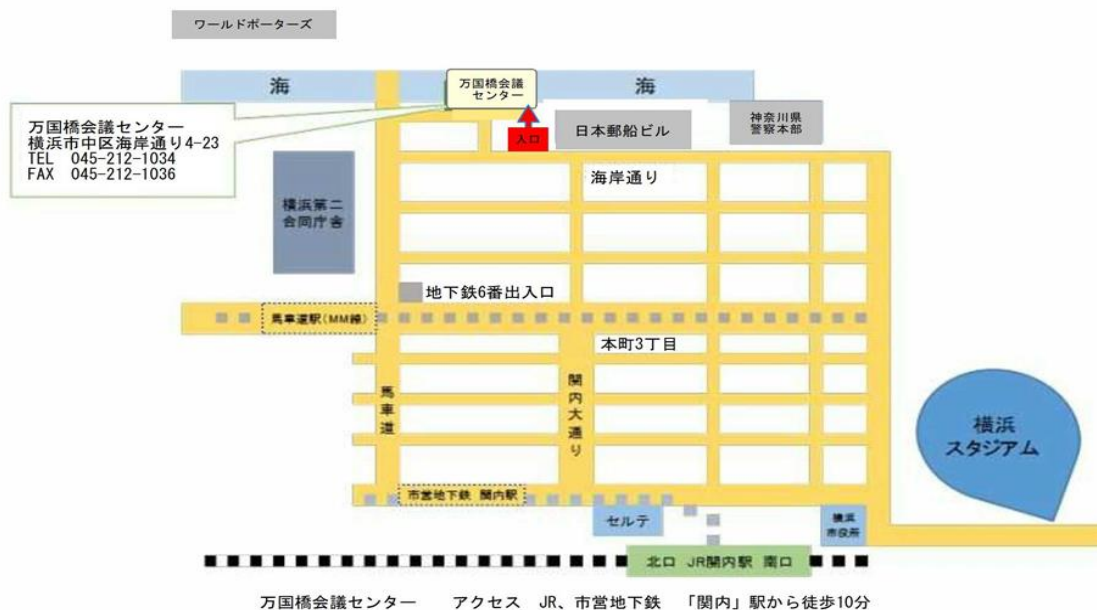 ワールドポーターズ
海
万国橋会議
センター
海
万国橋会議センター
横浜市中区海岸通り4-23
TEL 045-212-1034
FAX 045-212-1036
入口
日本郵船ビル
神奈川県
警察本部
海岸通り
横浜第二
合同庁舎
地下鉄6番出入口
馬車道駅(MM線)
本町3丁目
馬車道
関内大通り
横浜
スタジアム
市営地下鉄 関内駅
セルテ
横浜
市役所
北口 JR関内駅 南口
万国橋会議センター アクセス JR、市営地下鉄 「関内」駅から徒歩10分